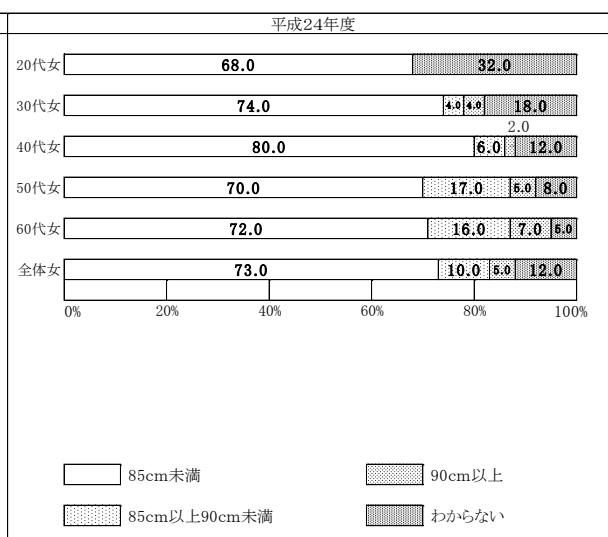 平成24年度
20代女 68.0 32.0
30代女 74.0 4.0 4.0 18.0
2.0
40代女 80.0 6.0 12.0
50代女 70.0 17.0 5.0 8.0
60代女 72.0 16.0 7.0 5.0
全体女 73.0 10.0 5.0 12.0
0% 20% 40% 60% 80% 100%
85cm未満 90cm以上
85cm以上90cm未満 わからない